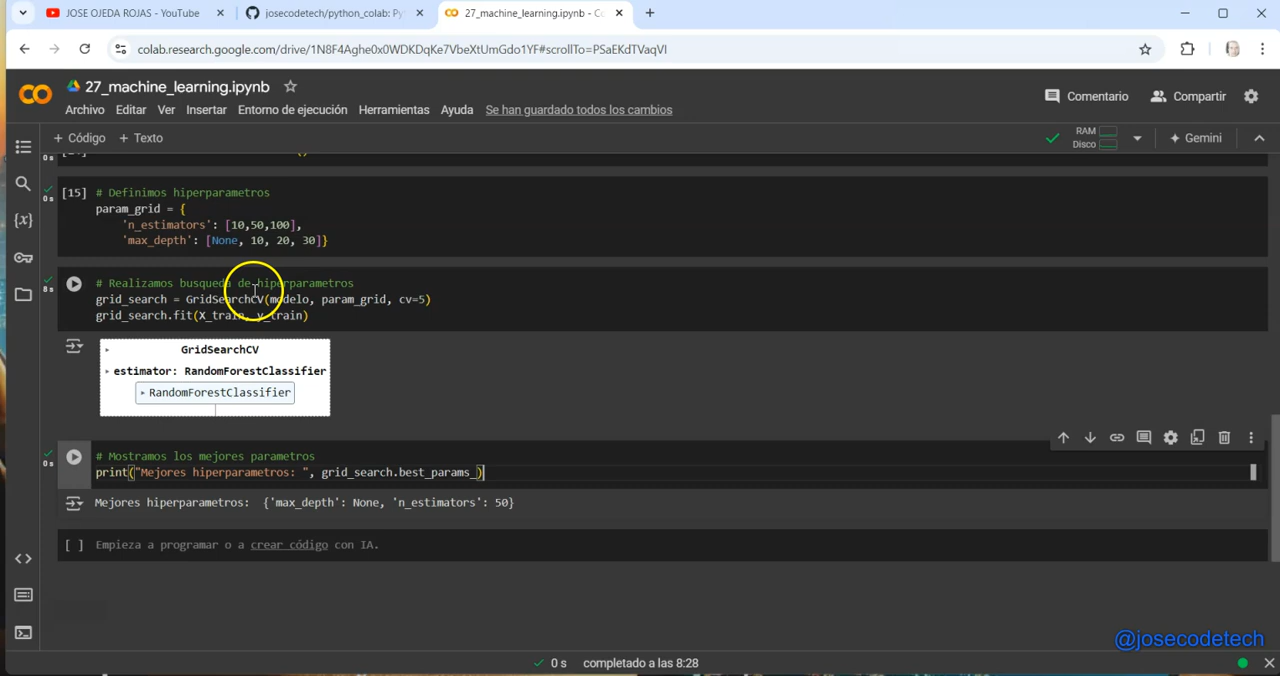 JOSE OJEDA ROJAS - YouTube
josecodetech/python_colab: Py
27_machine_learning.ipynb - Co
colab.research.google.com/drive/1N8F4Aghe0x0WDKDqKe7VbeXtUmGdo1YF#scrollTo=PSaEKdTVaqVI
27_machine_learning.ipynb
Archivo Editar Ver Insertar Entorno de ejecución Herramientas Ayuda Se han guardado todos los cambios
Comentario
Compartir
+ Código + Texto
RAM
Disco
Gemini
0s
[15] # Definimos hiperparametros
0s
param_grid = {
'n_estimators': [10,50,100],
'max_depth': [None, 10, 20, 30]}
# Realizamos busqueda de hiperparametros
8s
grid_search = GridSearchCV(modelo, param_grid, cv=5)
grid_search.fit(X_train, y_train)
GridSearchCV
estimator: RandomForestClassifier
RandomForestClassifier
# Mostramos los mejores parametros
0s
print("Mejores hiperparametros: ", grid_search.best_params_)
Mejores hiperparametros: {'max_depth': None, 'n_estimators': 50}
[ ] Empieza a programar o a crear código con IA.
@josecodetech
0 s completado a las 8:28